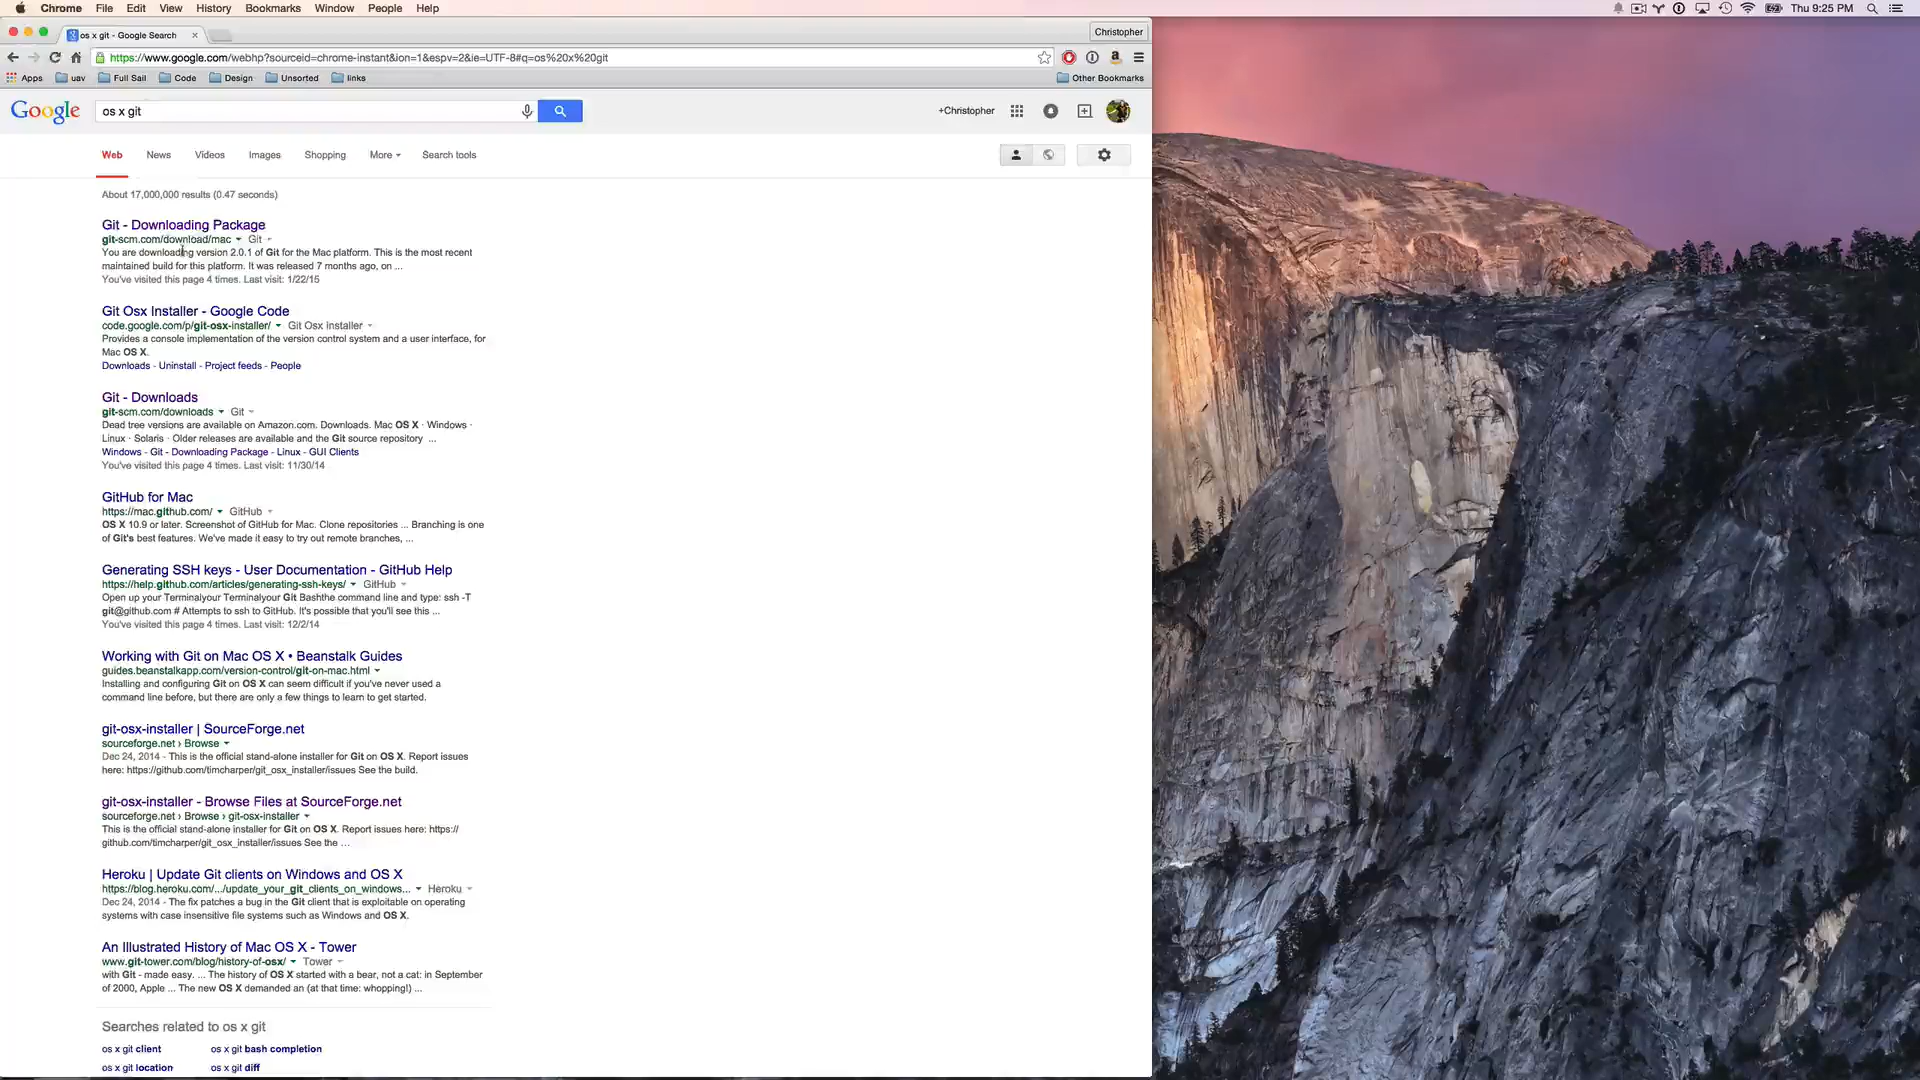 Chrome File Edit View History Bookmarks Window People Help
Thu 9:25 PM
os x git - Google Search
Christopher
https://www.google.com/webhp?sourceid=chrome-instant&ion=1&espv=2&ie=UTF-8#q=os%20x%20git
Apps uav Full Sail Code Design Unsorted links Other Bookmarks
Google os x git +Christopher
Web News Videos Images Shopping More Search tools
About 17,000,000 results (0.47 seconds)
Git - Downloading Package
git-scm.com/download/mac Git
You are downloading version 2.0.1 of Git for the Mac platform. This is the most recent
maintained build for this platform. It was released 7 months ago, on ...
You've visited this page 4 times. Last visit: 1/22/15
Git Osx Installer - Google Code
code.google.com/p/git-osx-installer/ Git Osx Installer
Provides a console implementation of the version control system and a user interface, for
Mac OS X.
Downloads - Uninstall - Project feeds - People
Git - Downloads
git-scm.com/downloads Git
Dead tree versions are available on Amazon.com. Downloads. Mac OS X · Windows ·
Linux · Solaris · Older releases are available and the Git source repository ...
Windows - Git - Downloading Package - Linux - GUI Clients
You've visited this page 4 times. Last visit: 11/30/14
GitHub for Mac
https://mac.github.com/ GitHub
OS X 10.9 or later. Screenshot of GitHub for Mac. Clone repositories ... Branching is one
of Git's best features. We've made it easy to try out remote branches, ...
Generating SSH keys - User Documentation - GitHub Help
https://help.github.com/articles/generating-ssh-keys/ GitHub
Open up your Terminalyour Terminalyour Git Bashthe command line and type: ssh -T
git@github.com # Attempts to ssh to GitHub. It's possible that you'll see this ...
You've visited this page 4 times. Last visit: 12/2/14
Working with Git on Mac OS X • Beanstalk Guides
guides.beanstalkapp.com/version-control/git-on-mac.html
Installing and configuring Git on OS X can seem difficult if you've never used a
command line before, but there are only a few things to learn to get started.
git-osx-installer | SourceForge.net
sourceforge.net › Browse
Dec 24, 2014 - This is the official stand-alone installer for Git on OS X. Report issues
here: https://github.com/timcharper/git_osx_installer/issues See the build.
git-osx-installer - Browse Files at SourceForge.net
sourceforge.net › Browse › git-osx-installer
This is the official stand-alone installer for Git on OS X. Report issues here: https://
github.com/timcharper/git_osx_installer/issues See the ...
Heroku | Update Git clients on Windows and OS X
https://blog.heroku.com/.../update_your_git_clients_on_windows... Heroku
Dec 24, 2014 - The fix patches a bug in the Git client that is exploitable on operating
systems with case insensitive file systems such as Windows and OS X.
An Illustrated History of Mac OS X - Tower
www.git-tower.com/blog/history-of-osx/ Tower
with Git - made easy. ... The history of OS X started with a bear, not a cat: in September
of 2000, Apple ... The new OS X demanded an (at that time: whopping!) ...
Searches related to os x git
os x git client os x git bash completion
os x git location os x git diff